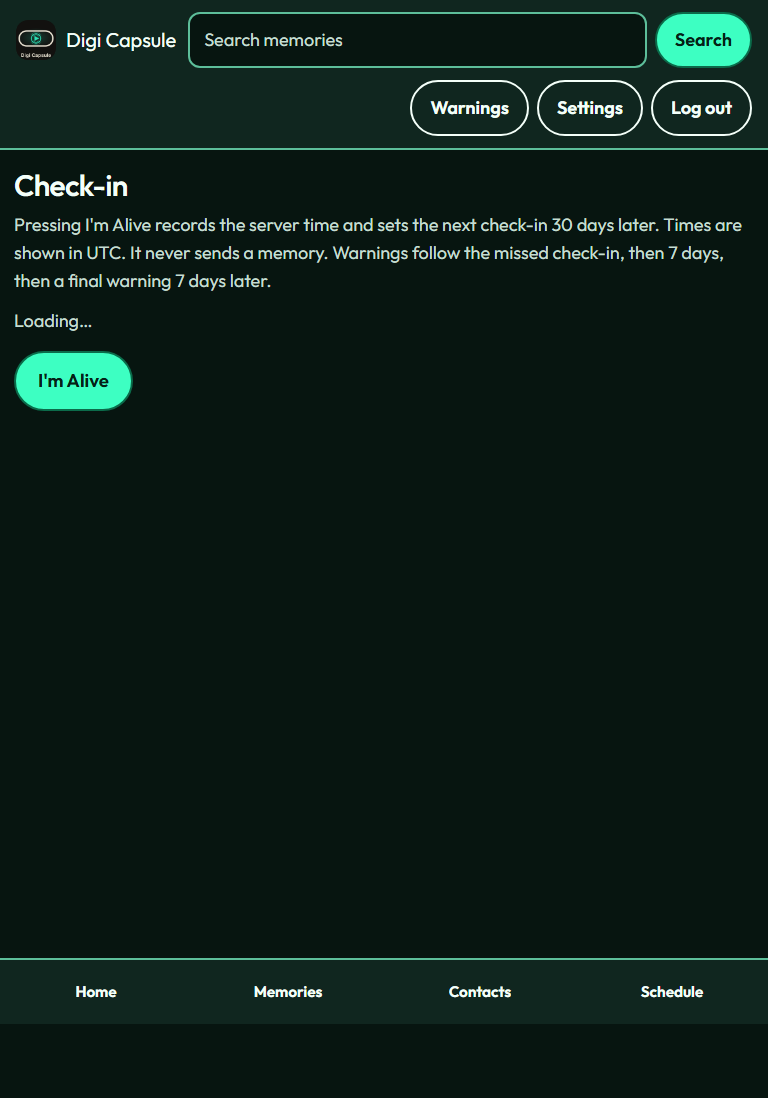 Digi Capsule
Digi Capsule
Search memories
Search
Warnings
Settings
Log out
Check-in
Pressing I'm Alive records the server time and sets the next check-in 30 days later. Times are
shown in UTC. It never sends a memory. Warnings follow the missed check-in, then 7 days,
then a final warning 7 days later.
Loading...
I'm Alive
Home
Memories
Contacts
Schedule